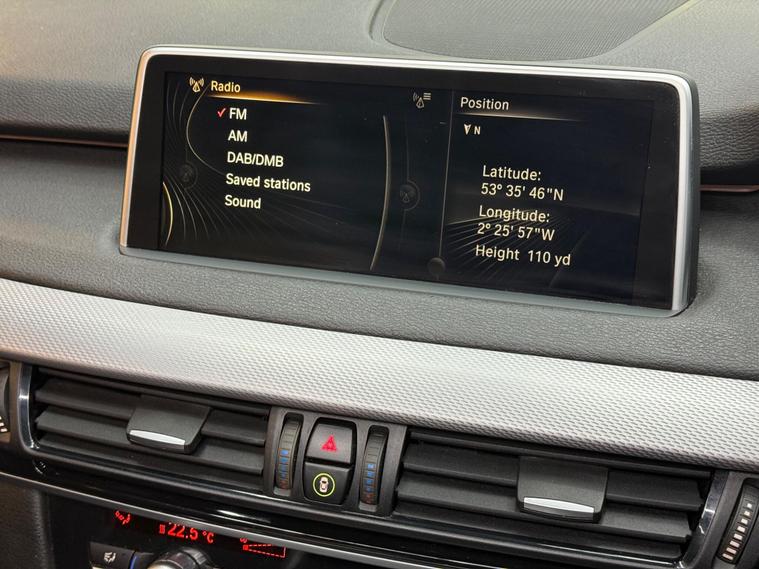 Radio
FM
AM
DAB/DMB
Saved stations
Sound
Position
N
Latitude:
53° 35' 46"N
Longitude:
2° 25' 57"W
Height 110 yd
22.5 °C